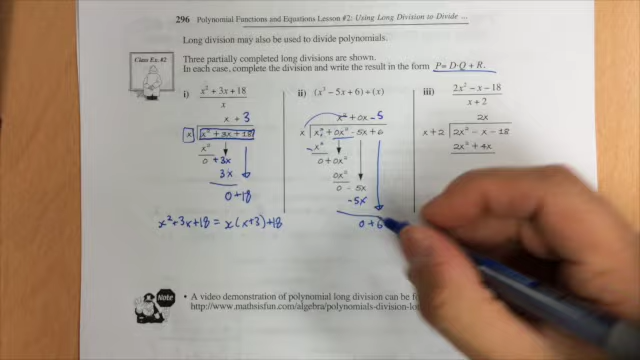 296 Polynomial Functions and Equations Lesson #2: Using Long Division to Divide ...
Long division may also be used to divide polynomials.
Class Ex. #2
Three partially completed long divisions are shown.
In each case, complete the division and write the result in the form P = D·Q + R.
i) x² + 3x + 18
x
x + 3
x x² + 3x + 18
x²
0 +3x
3x
0 + 18
x² + 3x + 18 = x(x+3) + 18
ii) (x³ − 5x + 6) ÷ (x)
x² + 0x − 5
x x³ + 0x² − 5x + 6
− x³
0 + 0x²
0x²
0 − 5x
−5x
0 + 6
iii) 2x² − x − 18
x + 2
2x
x + 2 2x² − x − 18
2x² + 4x
Note
• A video demonstration of polynomial long division can be
http://www.mathsisfun.com/algebra/polynomials-division-lo